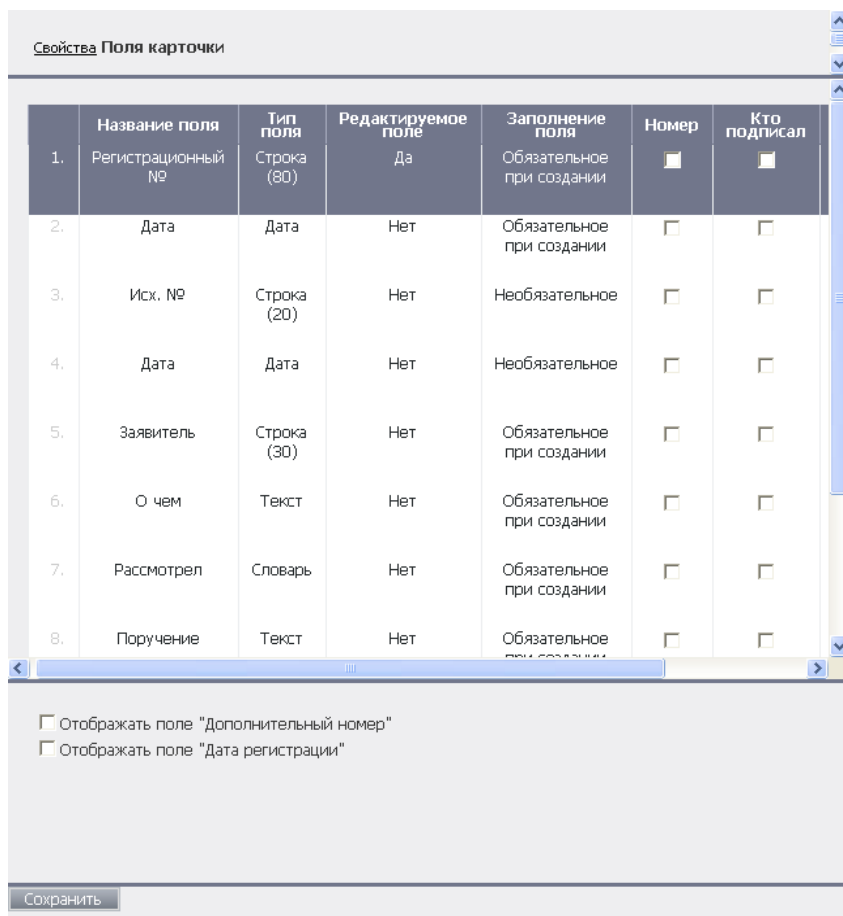 Свойства Поля карточки
Название поля Тип поля Редактируемое поле Заполнение поля Номер Кто подписал
1. Регистрационный № Строка (80) Да Обязательное при создании
2. Дата Дата Нет Обязательное при создании
3. Исх. № Строка (20) Нет Необязательное
4. Дата Дата Нет Необязательное
5. Заявитель Строка (30) Нет Обязательное при создании
6. О чем Текст Нет Обязательное при создании
7. Рассмотрел Словарь Нет Обязательное при создании
8. Поручение Текст Нет Обязательное при создании
Отображать поле "Дополнительный номер"
Отображать поле "Дата регистрации"
Сохранить